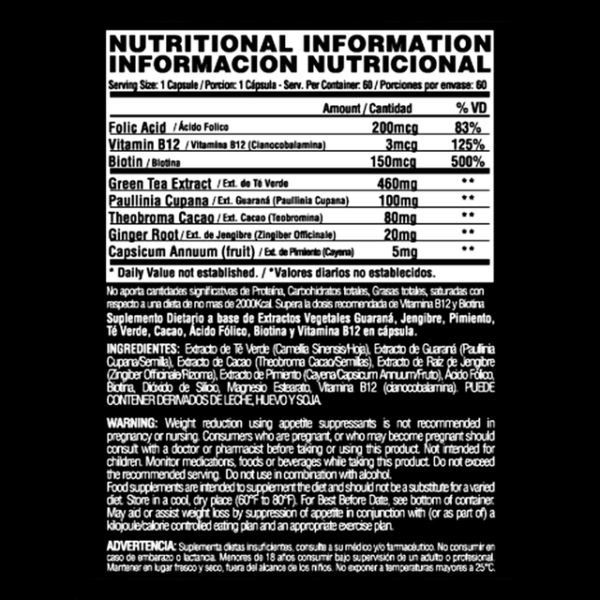 NUTRITIONAL INFORMATION
INFORMACION NUTRICIONAL
Serving Size: 1 Capsule / Porcion: 1 Cápsula - Serv. Per Container: 60 / Porciones por envase: 60
Amount / Cantidad % VD
Folic Acid / Ácido Folico 200mcg 83%
Vitamin B12 / Vitamina B12 (Cianocobalamina) 3mcg 125%
Biotin / Biotina 150mcg 500%
Green Tea Extract / Ext. de Té Verde 460mg **
Paullinia Cupana / Ext. Guaraná (Paullinia Cupana) 100mg **
Theobroma Cacao / Ext. Cacao (Teobromina) 80mg **
Ginger Root / Ext. de Jengibre (Zingiber Officinale) 20mg **
Capsicum Annuum (fruit) / Ext. de Pimiento (Cayena) 5mg **
* Daily Value not established. / *Valores diarios no establecidos.
No aporta cantidades significativas de Proteína, Carbohidratos totales, Grasas totales, saturadas con
respecto a una dieta de no mas de 2000Kcal. Supera la dosis recomendada de Vitamina B12 y Biotina
Suplemento Dietario a base de Extractos Vegetales Guaraná, Jengibre, Pimiento,
Té Verde, Cacao, Ácido Fólico, Biotina y Vitamina B12 en cápsula.
INGREDIENTES: Extracto de Té Verde (Camellia Sinensis/Hoja), Extracto de Guaraná (Paullinia
Cupana/Semilla), Extracto de Cacao (Theobroma Cacao/Semillas), Extracto de Raiz de Jengibre
(Zingiber Officinale/Rizoma), Extracto de Pimiento (Cayena/Capsicum Annuum/Fruto), Ácido Fólico,
Biotina, Dióxido de Silicio, Magnesio Estearato, Vitamina B12 (cianocobalamina). PUEDE
CONTENER DERIVADOS DE LECHE, HUEVO Y SOJA.
WARNING: Weight reduction using appetite suppressants is not recommended in
pregnancy or nursing. Consumers who are pregnant, or who may become pregnant should
consult with a doctor or pharmacist before taking or using this product. Not intended for
children. Monitor medications, foods or beverages while taking this product. Do not exceed
the recommended serving. Do not use in combination with alcohol.
Food supplements are intended to supplement the diet and should not be a substitute for a varied
diet. Store in a cool, dry place (60°F to 80°F). For Best Before Date, see bottom of container.
May aid or assist weight loss by suppression of appetite in conjunction with (or as part of) a
kilojoule/calorie controlled eating plan and an appropriate exercise plan.
ADVERTENCIA: Suplementa dietas insuficientes, consulte a su médico y/o farmacéutico. No consumir en
caso de embarazo o lactancia. Menores de 18 años consumir bajo supervisión de un adulto o profesional.
Mantener en lugar fresco y seco, fuera del alcance de los niños. No exponer a temperaturas mayores a 25°C.